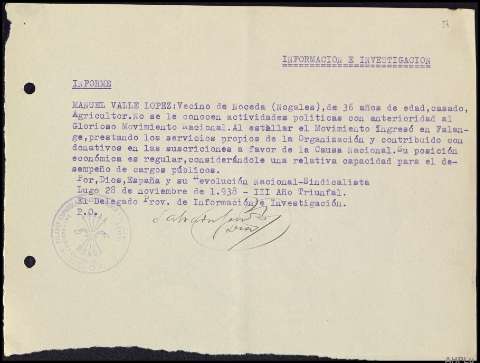 INFORMACION E INVESTIGACION
INFORME
MANUEL VALLE LOPEZ:Vecino de Noceda (Nogales),de 36 años de edad,casado,
Agricultor.No se le conocen actividades politicas con anterioridad al
Glorioso Movimiento Nacional.Al estallar el Movimiento ingresó en Falan-
ge,prestando los servicios propios de la Organización y contribuido con
donativos en las suscriciones a favor de la Causa Nacional.Su posición
económica es regular,considerándole una relativa capacidad para el de-
sempeño de cargos públicos.
Por,Dios,España y su Revolución Nacional-Sindicalista
Lugo 28 de noviembre de 1.938 - III Año Triunfal.
El Delegado Prov. de Información e Investigación.
P.O.
AHPLu